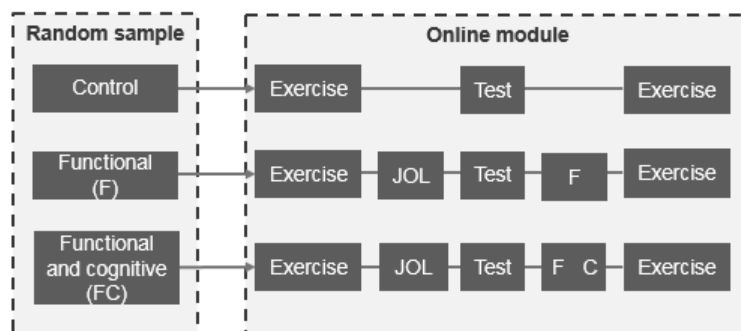 Random sample
Online module
Control
Exercise
Test
Exercise
Functional
(F)
Exercise
JOL
Test
F
Exercise
Functional
and cognitive
(FC)
Exercise
JOL
Test
F C
Exercise